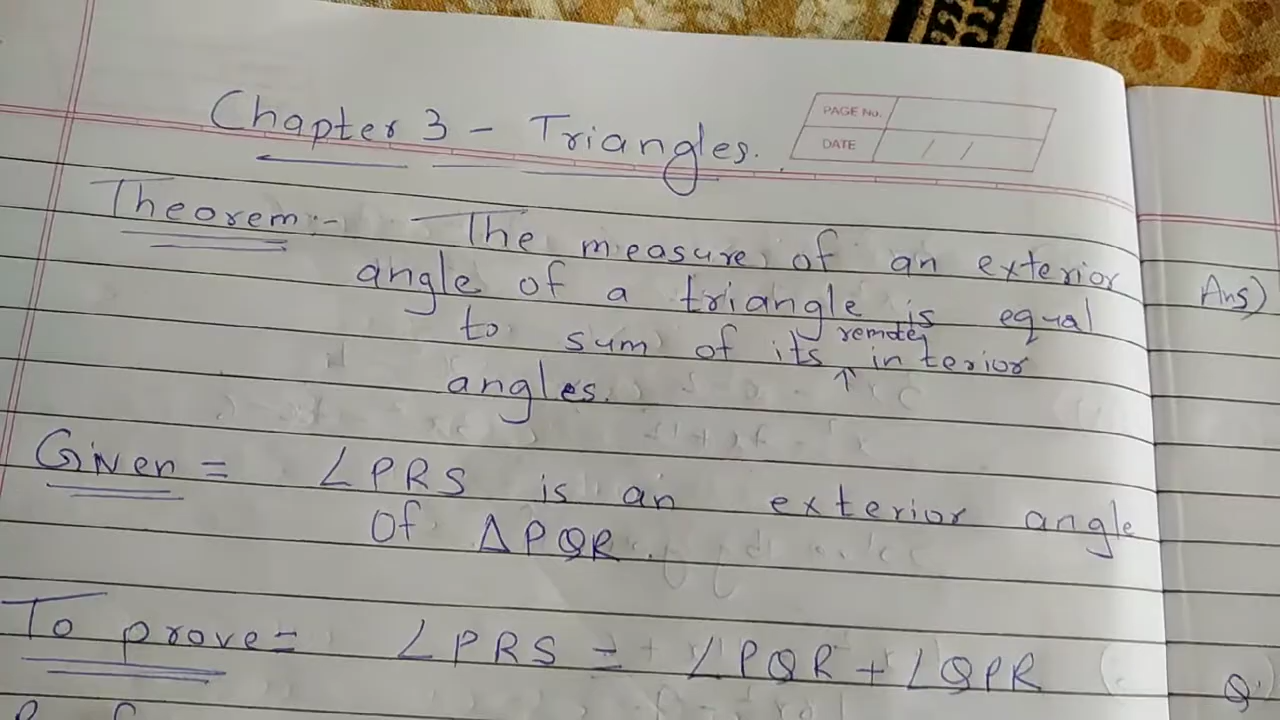 Chapter 3 - Triangles.
PAGE No.
DATE / /
Theorem:- The measure of an exterior
angle of a triangle is equal
to sum of its remote interior
angles.
Given = ∠PRS is an exterior angle
of △PQR.
To prove = ∠PRS = ∠PQR + ∠QPR
Ans)
Q